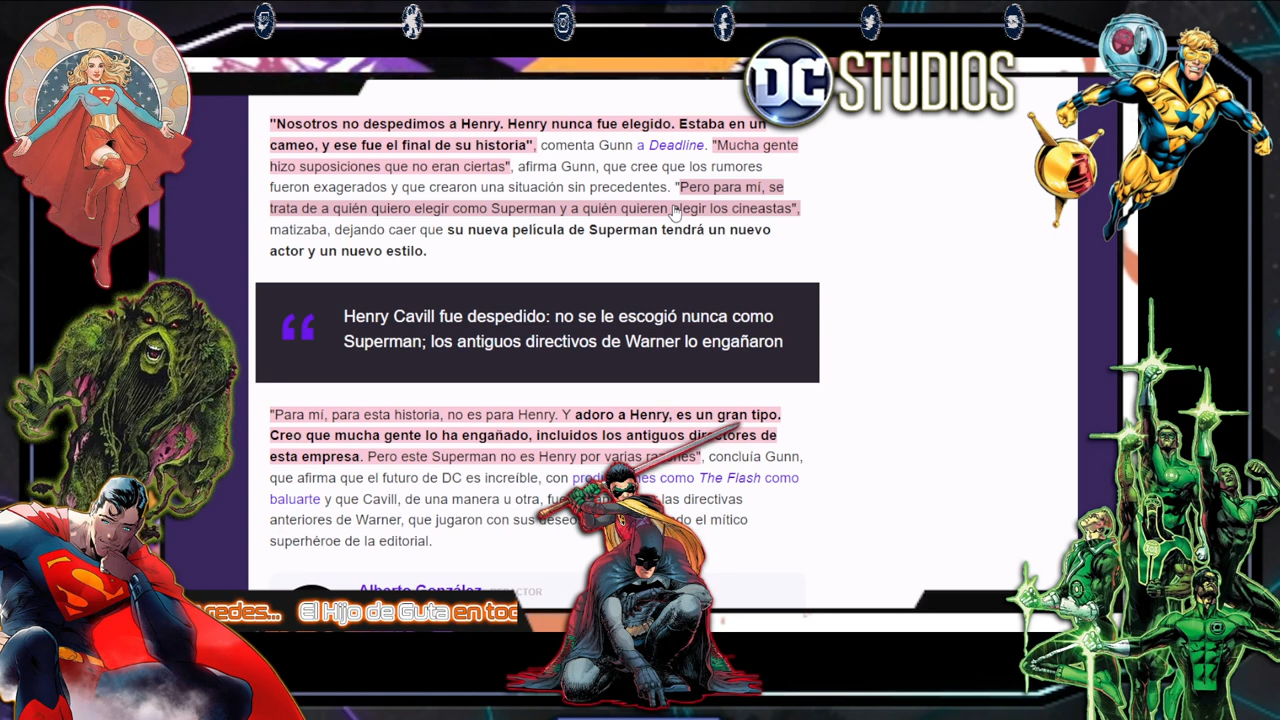 DC STUDIOS
"Nosotros no despedimos a Henry. Henry nunca fue elegido. Estaba en un
cameo, y ese fue el final de su historia", comenta Gunn a Deadline. "Mucha gente
hizo suposiciones que no eran ciertas", afirma Gunn, que cree que los rumores
fueron exagerados y que crearon una situación sin precedentes. "Pero para mí, se
trata de a quién quiero elegir como Superman y a quién quieren elegir los cineastas",
matizaba, dejando caer que su nueva película de Superman tendrá un nuevo
actor y un nuevo estilo.
Henry Cavill fue despedido: no se le escogió nunca como
Superman; los antiguos directivos de Warner lo engañaron
"Para mí, para esta historia, no es para Henry. Y adoro a Henry, es un gran tipo.
Creo que mucha gente lo ha engañado, incluidos los antiguos directores de
esta empresa. Pero este Superman no es Henry por varias razones", concluía Gunn,
que afirma que el futuro de DC es increíble, con como The Flash como
baluarte y que Cavill, de una manera u otra, las directivas
anteriores de Warner, que jugaron con sus el mítico
superhéroe de la editorial.
Alberto González
redes... El Hijo de Guta en